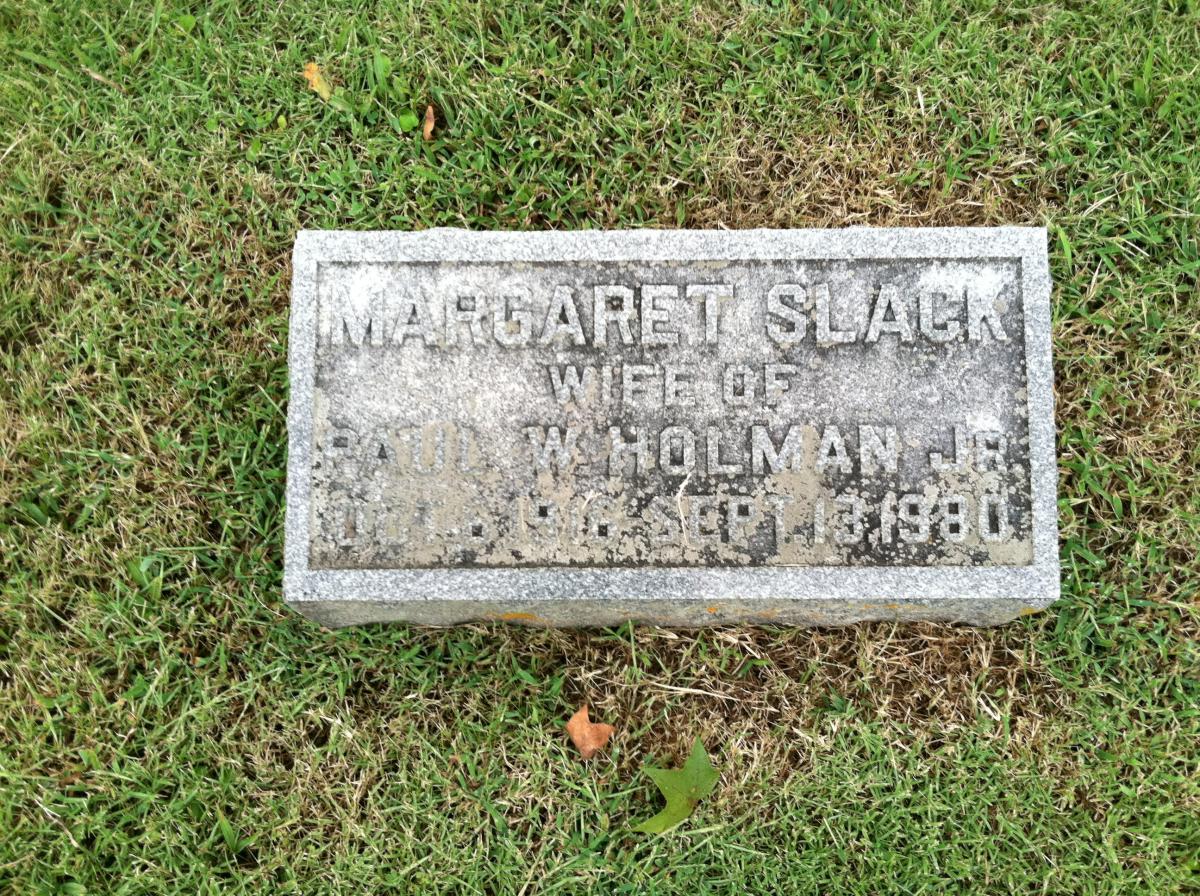 MARGARET SLACK
WIFE OF
PAUL W. HOLMAN JR.
OCT. 1916 SEPT. 13, 1980